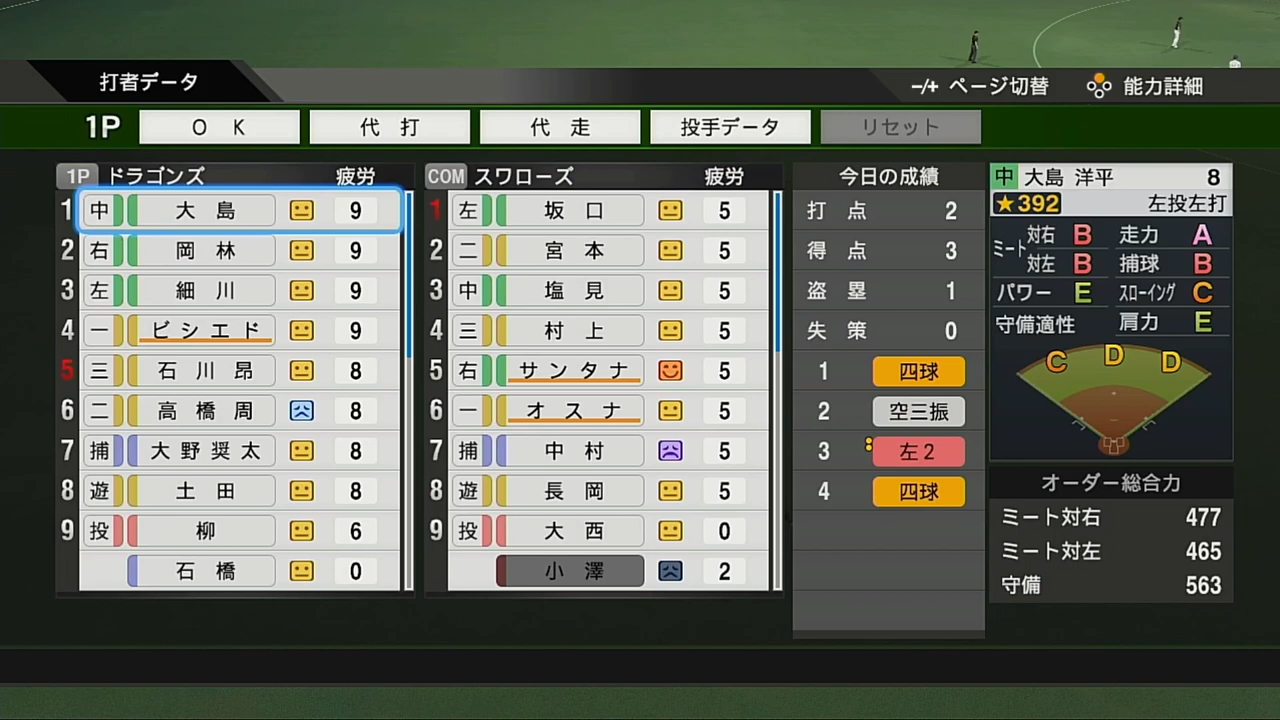 打者データ
-/+ ページ切替 能力詳細
1P OK 代打 代走 投手データ リセット
1P ドラゴンズ 疲労
1 中 大島 9
2 右 岡林 9
3 左 細川 9
4 一 ビシエド 9
5 三 石川昂 8
6 二 高橋周 8
7 捕 大野奨太 8
8 遊 土田 8
9 投 柳 6
石橋 0
COM スワローズ 疲労
1 左 坂口 5
2 二 宮本 5
3 中 塩見 5
4 三 村上 5
5 右 サンタナ 5
6 一 オスナ 5
7 捕 中村 5
8 遊 長岡 5
9 投 大西 0
小澤 2
今日の成績
打点 2
得点 3
盗塁 1
失策 0
1 四球
2 空三振
3 左2
4 四球
中 大島 洋平 8
★392 左投左打
ミート 対右 B 走力 A
対左 B 捕球 B
パワー E スローイング C
守備適性 肩力 E
C D D
オーダー総合力
ミート対右 477
ミート対左 465
守備 563